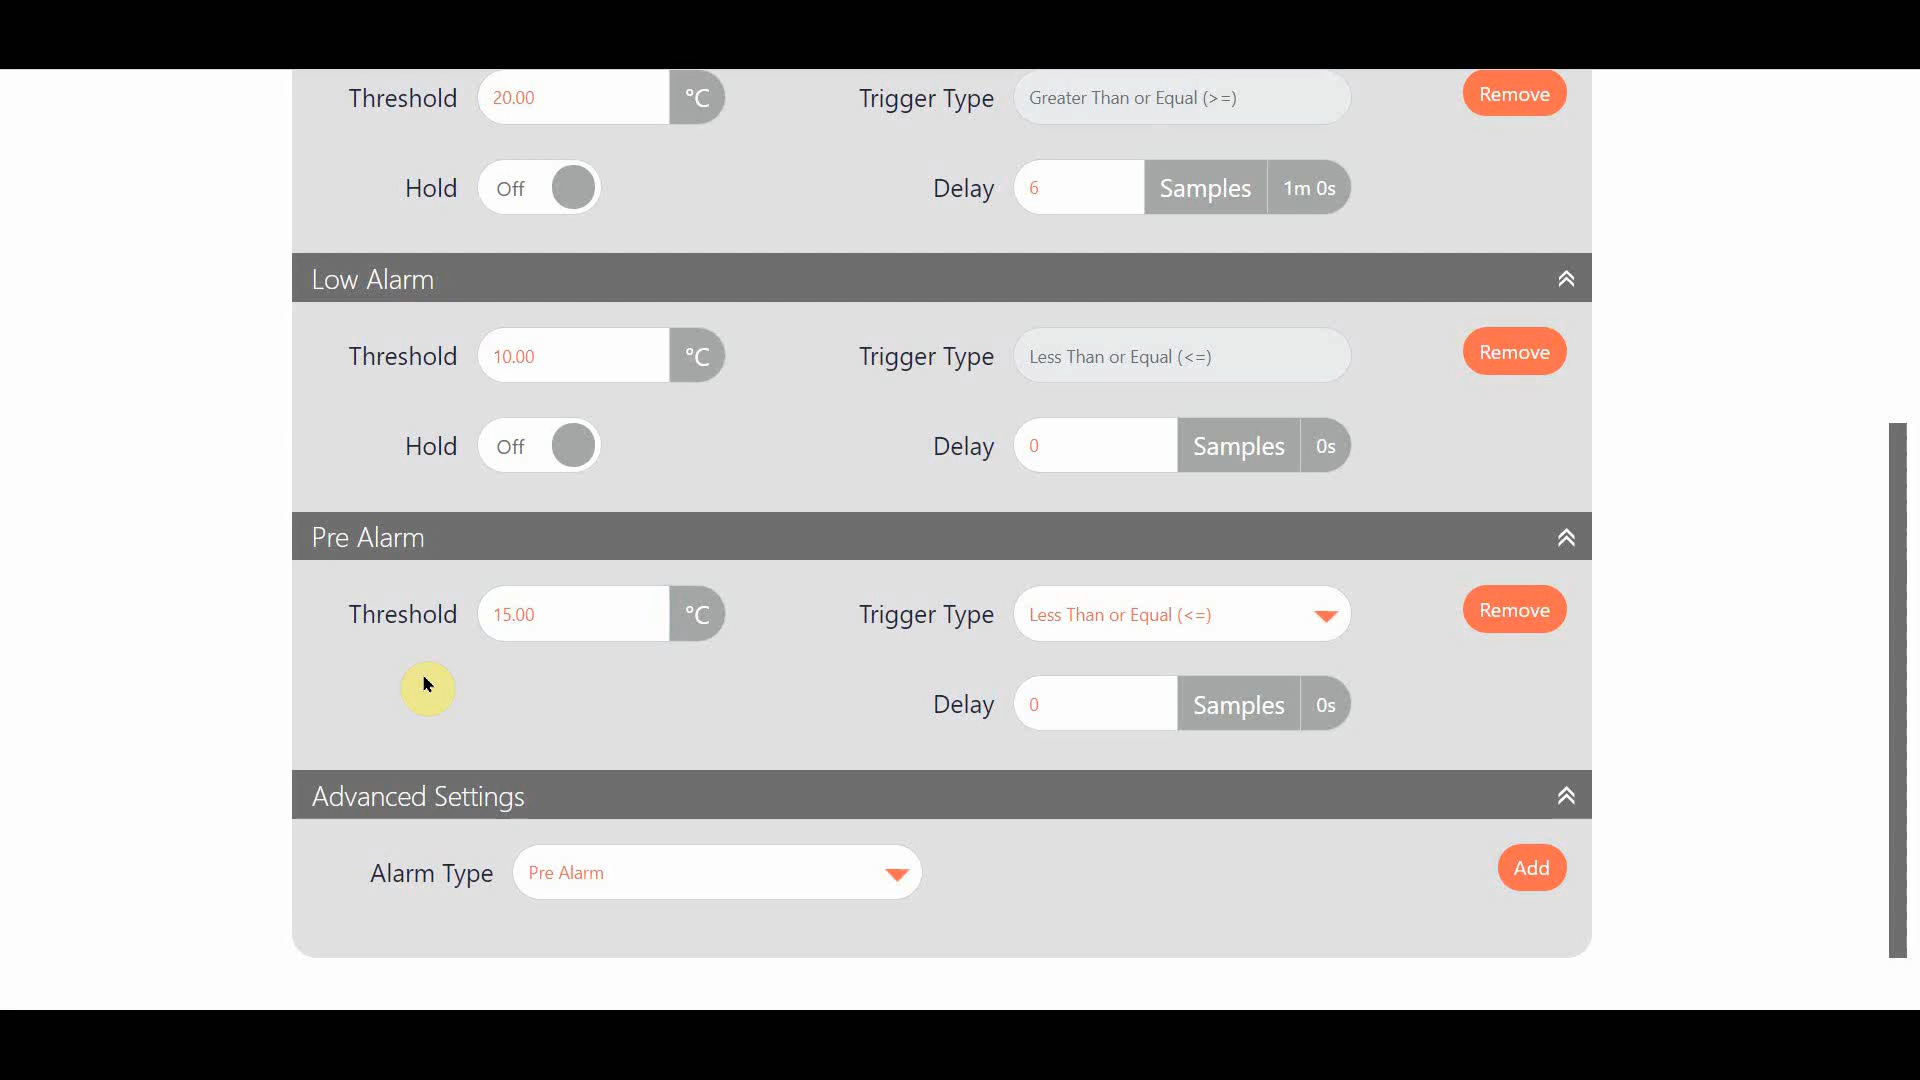 Threshold 20.00 °C Trigger Type Greater Than or Equal (>=) Remove
Hold Off Delay 6 Samples 1m 0s
Low Alarm
Threshold 10.00 °C Trigger Type Less Than or Equal (<=) Remove
Hold Off Delay 0 Samples 0s
Pre Alarm
Threshold 15.00 °C Trigger Type Less Than or Equal (<=) Remove
Delay 0 Samples 0s
Advanced Settings
Alarm Type Pre Alarm Add